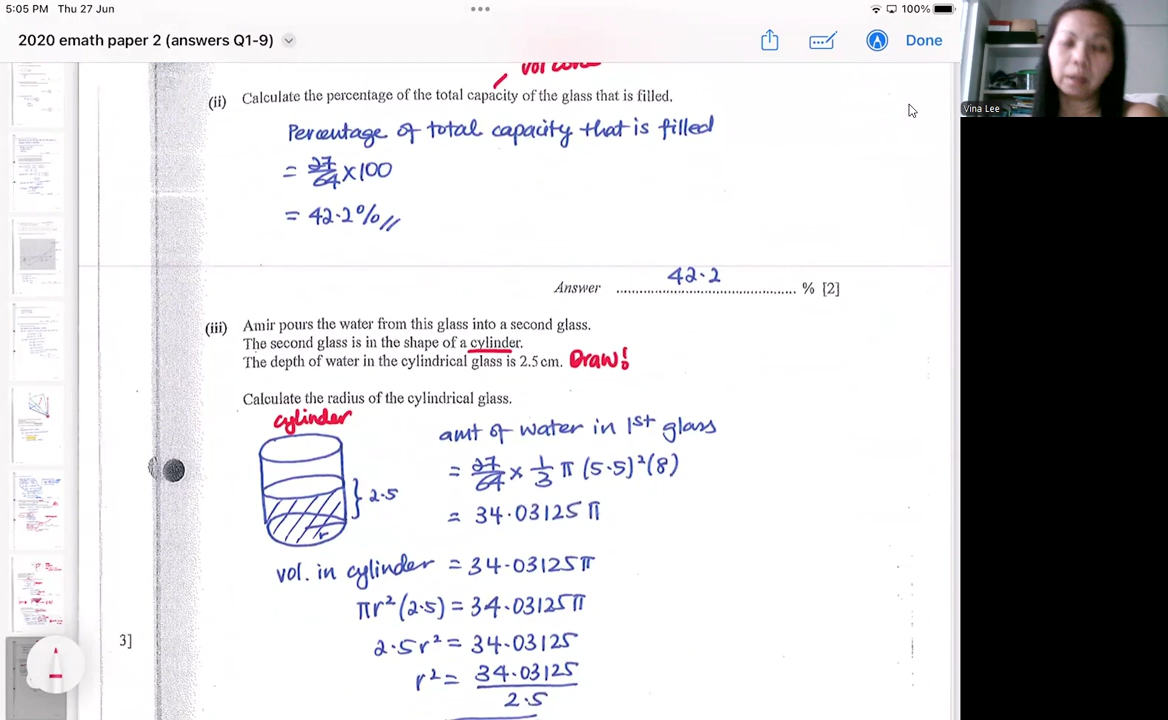 5:05 PM Thu 27 Jun
100%
2020 emath paper 2 (answers Q1-9)
Done
Vina Lee
vol cone
(ii) Calculate the percentage of the total capacity of the glass that is filled.
Percentage of total capacity that is filled
= 27/64 × 100
= 42.2% //
42.2
Answer ................ % [2]
(iii) Amir pours the water from this glass into a second glass.
The second glass is in the shape of a cylinder.
The depth of water in the cylindrical glass is 2.5 cm. Draw!
Calculate the radius of the cylindrical glass.
cylinder
amt of water in 1st glass
= 27/64 × 1/3 π (5.5)²(8)
2.5
= 34.03125 π
r
vol. in cylinder = 34.03125π
πr²(2.5) = 34.03125π
3]
2.5r² = 34.03125
r² = 34.03125
2.5